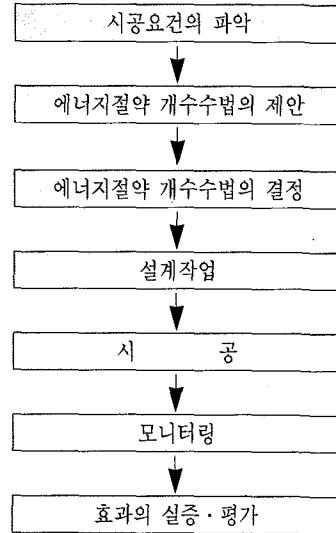 시공요건의 파악
에너지절약 개수수법의 제안
에너지절약 개수수법의 결정
설계작업
시 공
모니터링
효과의 실증·평가